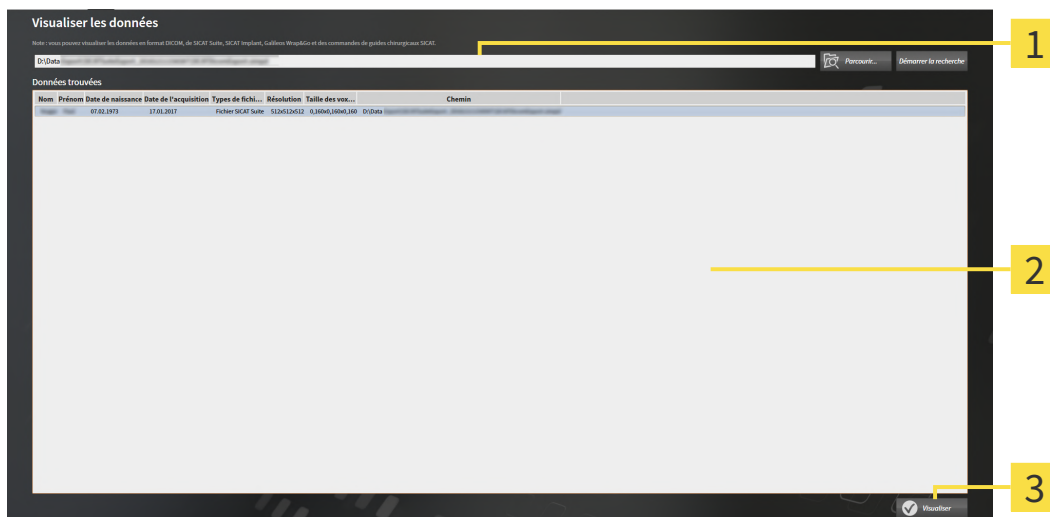 Visualiser les données
Note : vous pouvez visualiser les données en format DICOM, de SICAT Suite, SICAT Implant, Galileos Wrap&Go et des commandes de guides chirurgicaux SICAT.
D:\Data
Parcourir... Démarrer la recherche
1
Données trouvées
Nom Prénom Date de naissance Date de l'acquisition Types de fichi... Résolution Taille des vox... Chemin
07.02.1973 17.01.2017 Fichier SICAT Suite 512x512x512 0,160x0,160x0,160 D:\Data
2
3
Visualiser